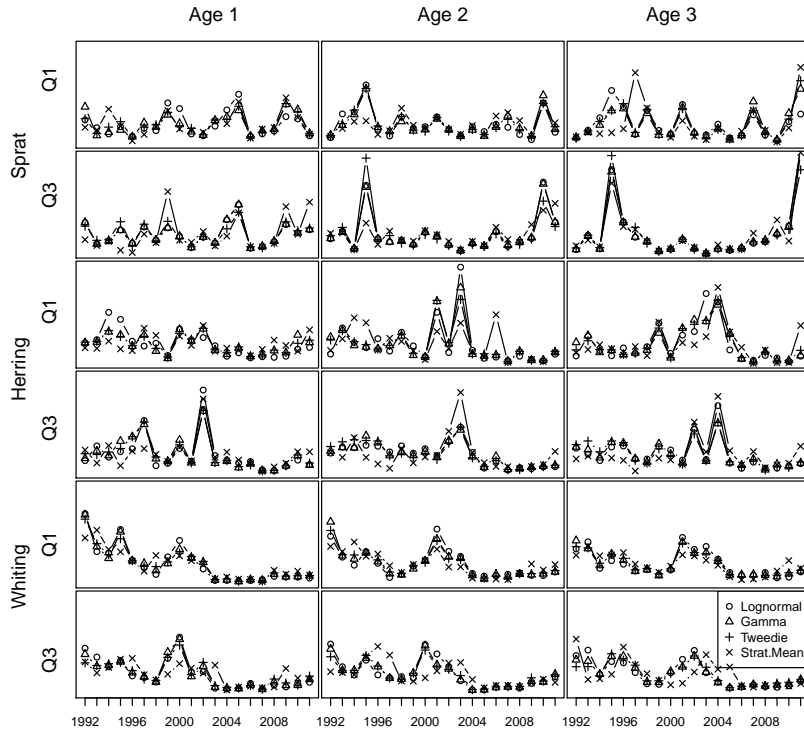 Age 1 Age 2 Age 3
Sprat
Q1
Q3
Herring
Q1
Q3
Whiting
Q1
Q3
Lognormal
Gamma
Tweedie
Strat.Mean
1992 1996 2000 2004 2008 1992 1996 2000 2004 2008 1992 1996 2000 2004 2008